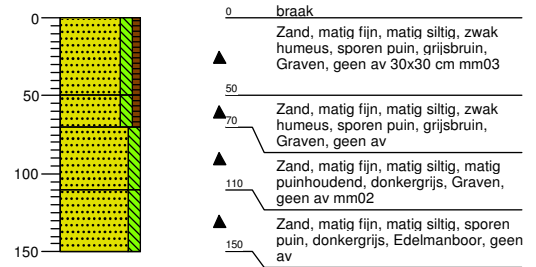 0
50
100
150
0 braak
Zand, matig fijn, matig siltig, zwak
humeus, sporen puin, grijsbruin,
Graven, geen av 30x30 cm mm03
50
Zand, matig fijn, matig siltig, zwak
humeus, sporen puin, grijsbruin,
Graven, geen av
70
Zand, matig fijn, matig siltig, matig
puinhoudend, donkergrijs, Graven,
geen av mm02
110
Zand, matig fijn, matig siltig, sporen
puin, donkergrijs, Edelmanboor, geen
av
150